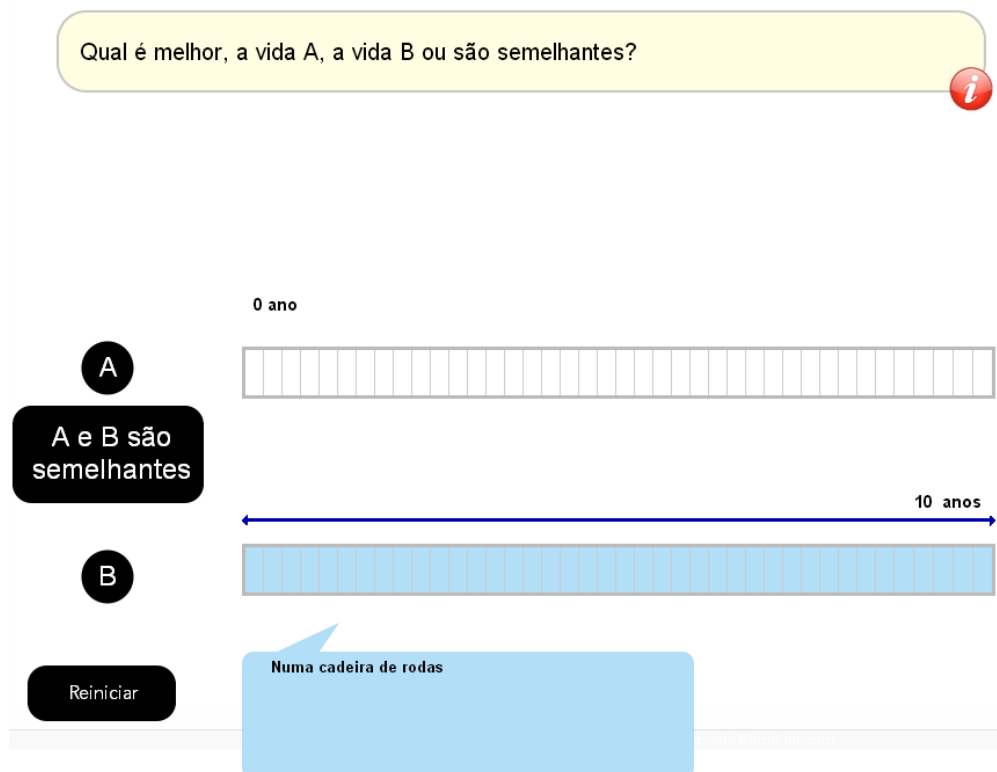 Qual é melhor, a vida A, a vida B ou são semelhantes?
i
0 ano
A
A e B são
semelhantes
10 anos
B
Numa cadeira de rodas
Reiniciar